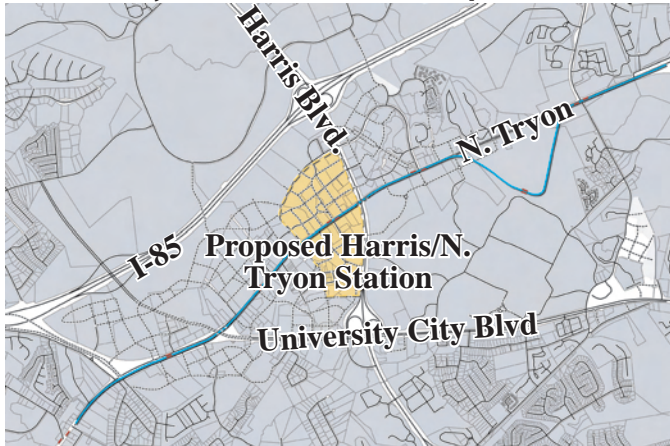 Harris Blvd.
N. Tryon
I-85
Proposed Harris/N.
Tryon Station
University City Blvd